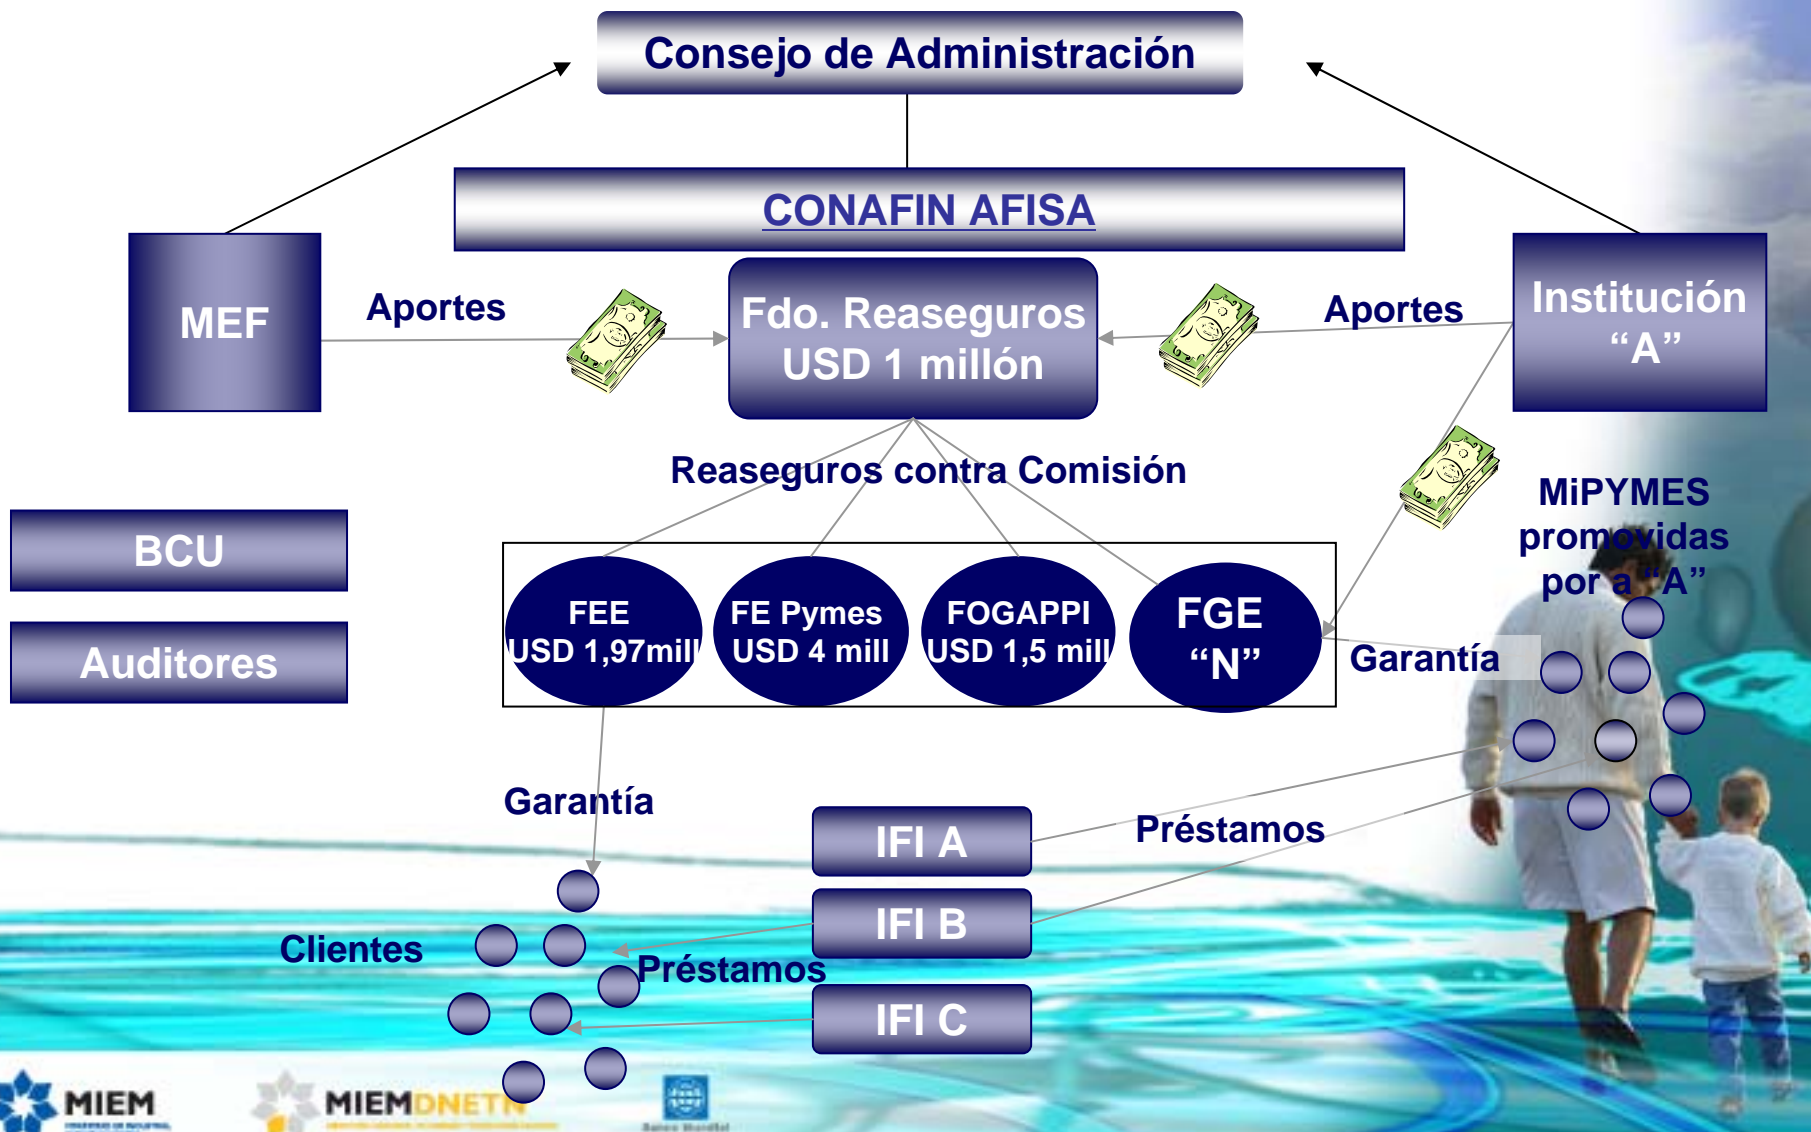 Consejo de Administración
CONAFIN AFISA
MEF
Aportes
Fdo. Reaseguros
USD 1 millón
Aportes
Institución
“A”
Reaseguros contra Comisión
MiPYMES
promovidas
por a “A”
BCU
Auditores
FEE
USD 1,97mill
FE Pymes
USD 4 mill
FOGAPPI
USD 1,5 mill
FGE
“N”
Garantía
Garantía
IFI A
Préstamos
IFI B
Clientes
Préstamos
IFI C
MIEM
MIEMDNETN
Banco Mundial